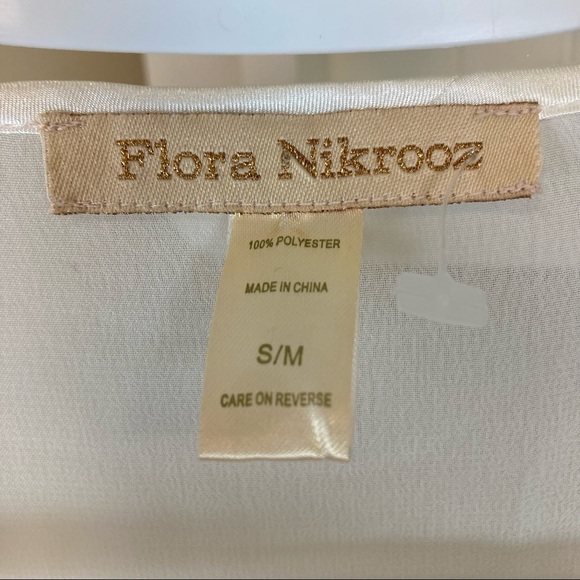 Flora Nikrooz
100% POLYESTER
MADE IN CHINA
S/M
CARE ON REVERSE